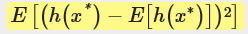 E [(h(x* ) − E[h(x*)])²]